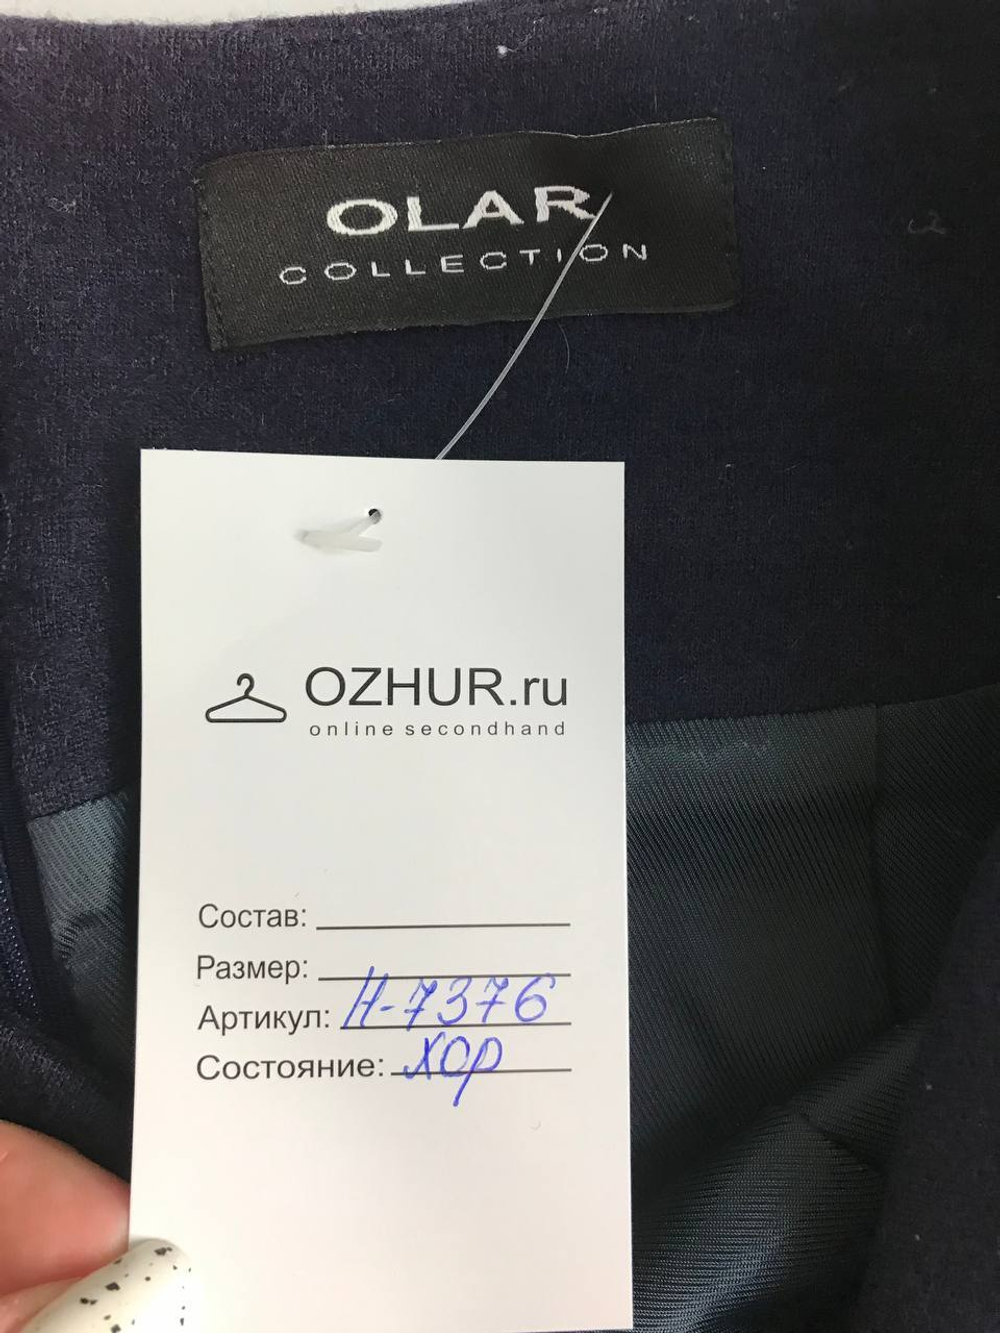 OLAR
COLLECTION
OZHUR.ru
online secondhand
Состав:
Размер:
Артикул: Н-7376
Состояние: хор